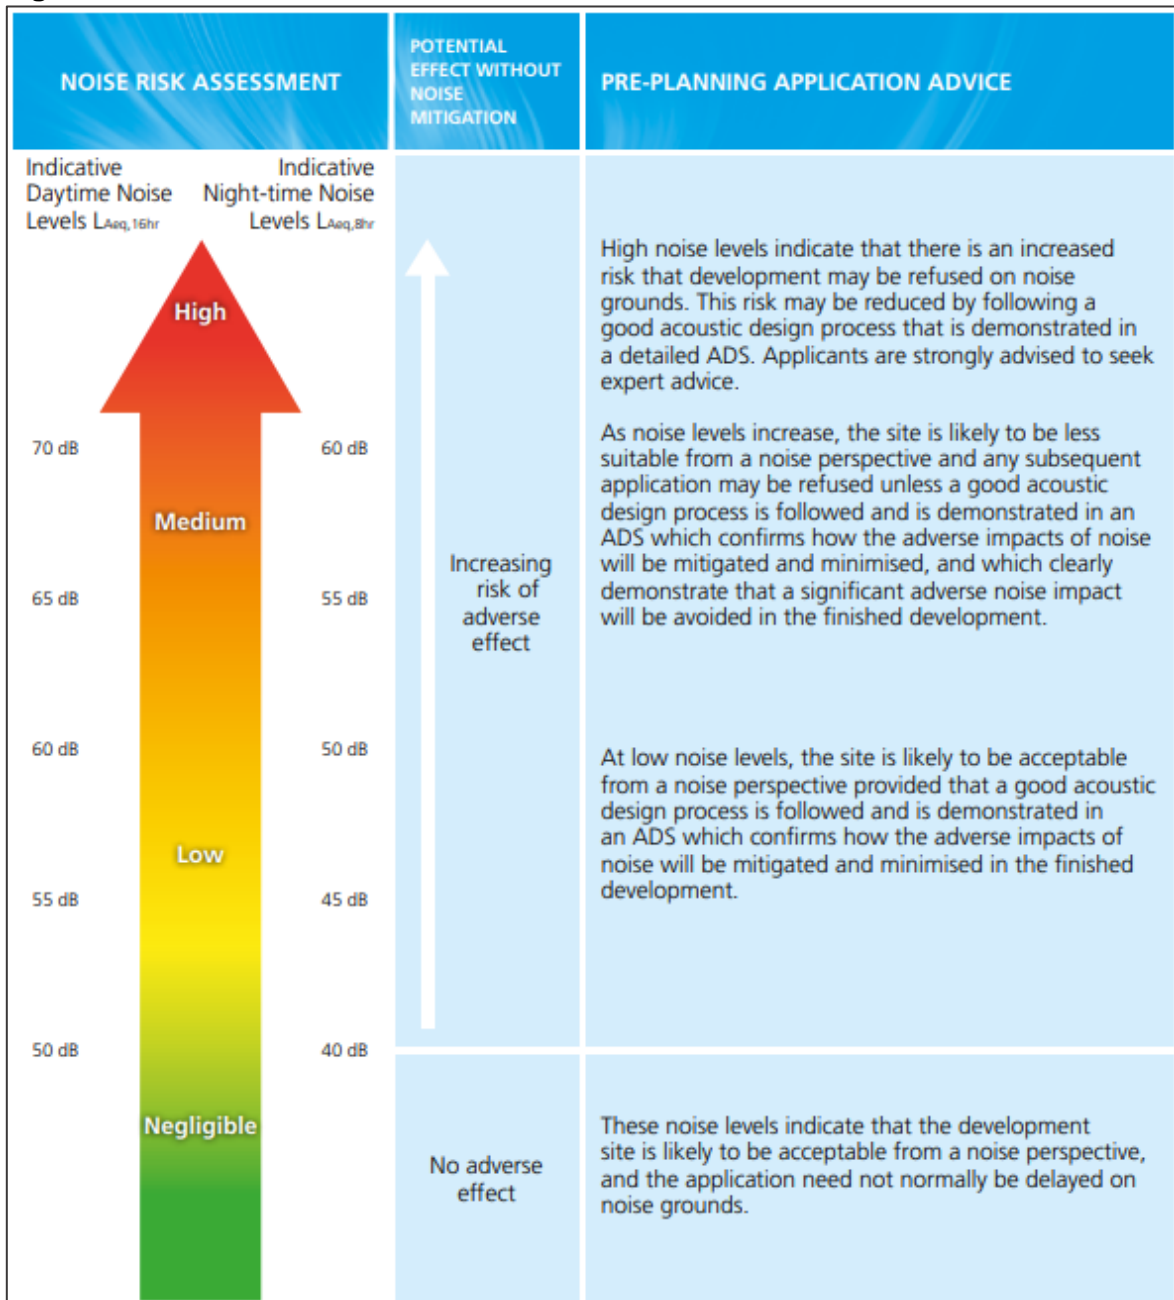 NOISE RISK ASSESSMENT
POTENTIAL
EFFECT WITHOUT
NOISE
MITIGATION
PRE-PLANNING APPLICATION ADVICE
Indicative
Daytime Noise
Levels LAeq,16hr
Indicative
Night-time Noise
Levels LAeq,8hr
High
70 dB
60 dB
Medium
65 dB
55 dB
60 dB
50 dB
Low
55 dB
45 dB
50 dB
40 dB
Negligible
Increasing
risk of
adverse
effect
No adverse
effect
High noise levels indicate that there is an increased
risk that development may be refused on noise
grounds. This risk may be reduced by following a
good acoustic design process that is demonstrated in
a detailed ADS. Applicants are strongly advised to seek
expert advice.
As noise levels increase, the site is likely to be less
suitable from a noise perspective and any subsequent
application may be refused unless a good acoustic
design process is followed and is demonstrated in an
ADS which confirms how the adverse impacts of noise
will be mitigated and minimised, and which clearly
demonstrate that a significant adverse noise impact
will be avoided in the finished development.
At low noise levels, the site is likely to be acceptable
from a noise perspective provided that a good acoustic
design process is followed and is demonstrated in
an ADS which confirms how the adverse impacts of
noise will be mitigated and minimised in the finished
development.
These noise levels indicate that the development
site is likely to be acceptable from a noise perspective,
and the application need not normally be delayed on
noise grounds.